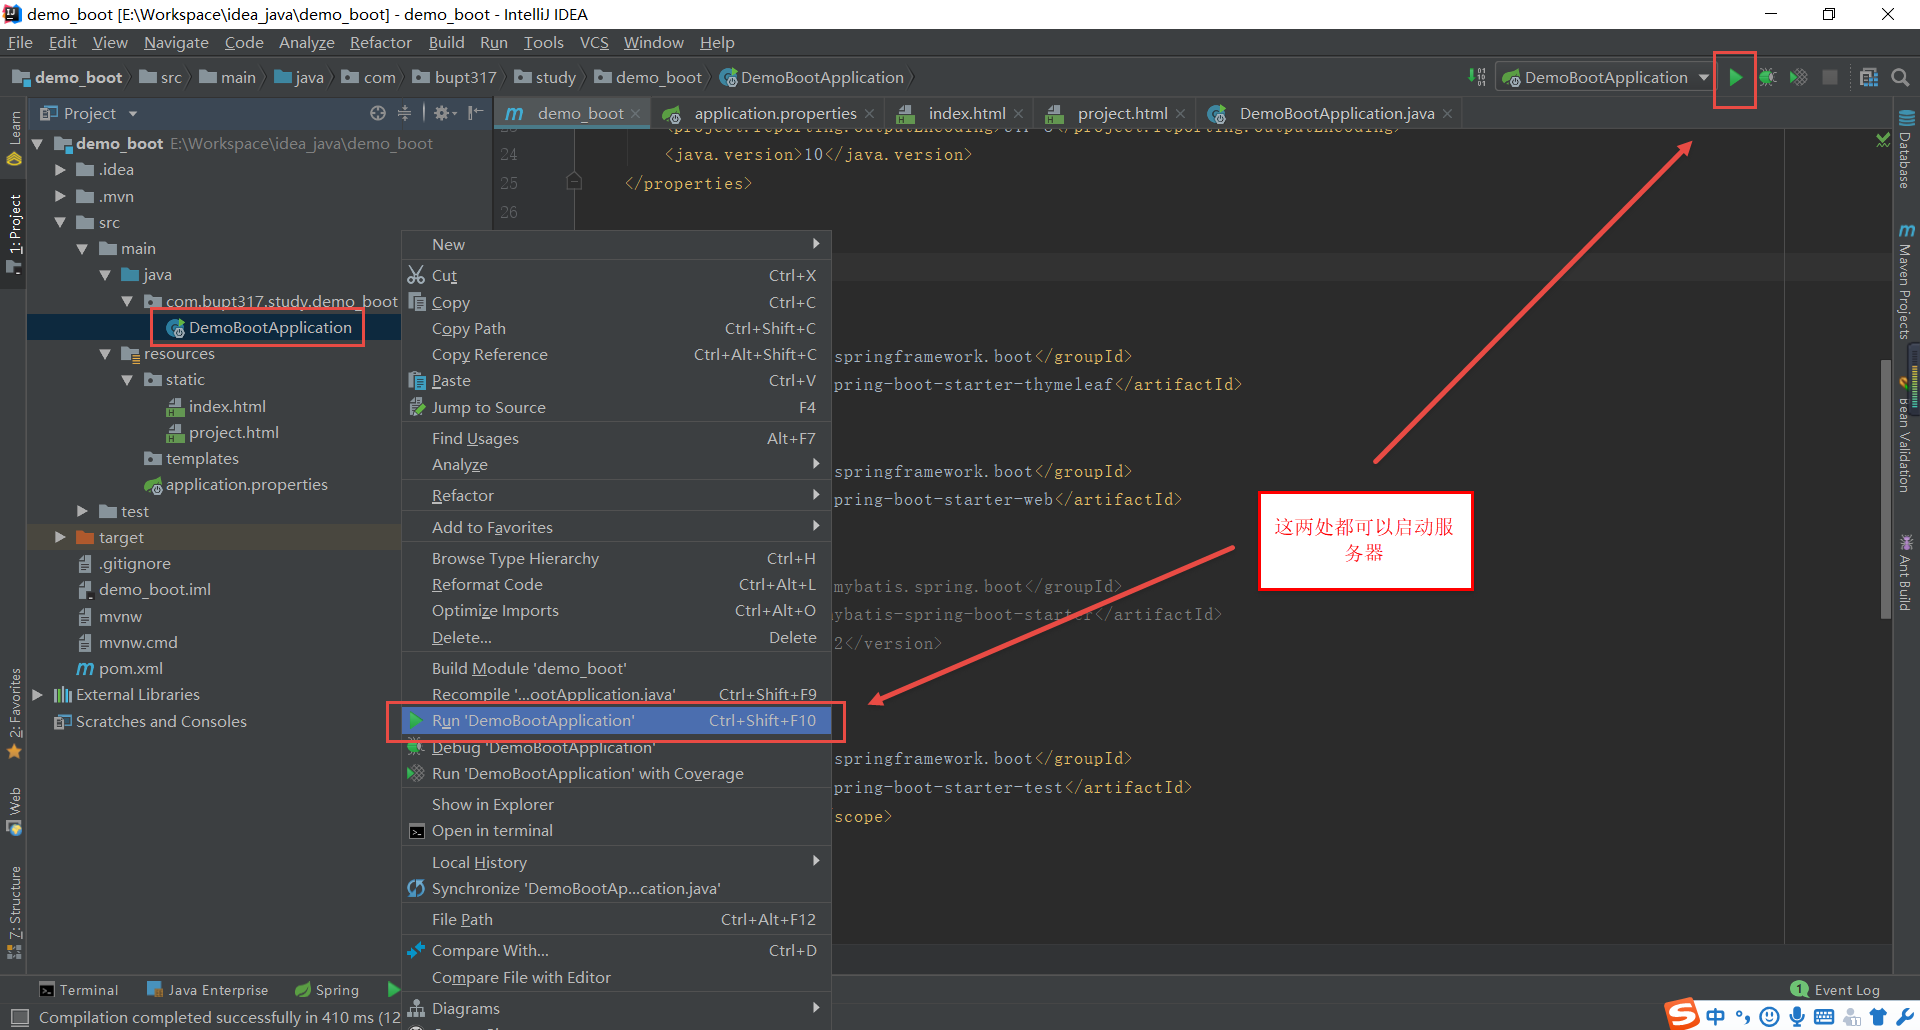 demo_boot [E:\Workspace\idea_java\demo_boot] - demo_boot - IntelliJ IDEA
File Edit View Navigate Code Analyze Refactor Build Run Tools VCS Window Help
demo_boot src main java com bupt317 study demo_boot DemoBootApplication DemoBootApplication
Project
demo_boot application.properties index.html project.html DemoBootApplication.java
Learn
1: Project
2: Favorites
Web
7: Structure
demo_boot E:\Workspace\idea_java\demo_boot
.idea
.mvn
src
main
java
com.bupt317.study.demo_boot
DemoBootApplication
resources
static
index.html
project.html
templates
application.properties
test
target
.gitignore
demo_boot.iml
mvnw
mvnw.cmd
pom.xml
External Libraries
Scratches and Consoles
24 <java.version>10</java.version>
25 </properties>
26
springframework.boot</groupId>
pring-boot-starter-thymeleaf</artifactId>
springframework.boot</groupId>
pring-boot-starter-web</artifactId>
mybatis.spring.boot</groupId>
ybatis-spring-boot-starter</artifactId>
2</version>
springframework.boot</groupId>
pring-boot-starter-test</artifactId>
scope>
New
Cut Ctrl+X
Copy Ctrl+C
Copy Path Ctrl+Shift+C
Copy Reference Ctrl+Alt+Shift+C
Paste Ctrl+V
Jump to Source F4
Find Usages Alt+F7
Analyze
Refactor
Add to Favorites
Browse Type Hierarchy Ctrl+H
Reformat Code Ctrl+Alt+L
Optimize Imports Ctrl+Alt+O
Delete... Delete
Build Module 'demo_boot'
Recompile '...ootApplication.java' Ctrl+Shift+F9
Run 'DemoBootApplication' Ctrl+Shift+F10
Debug 'DemoBootApplication'
Run 'DemoBootApplication' with Coverage
Show in Explorer
Open in terminal
Local History
Synchronize 'DemoBootAp...cation.java'
File Path Ctrl+Alt+F12
Compare With... Ctrl+D
Compare File with Editor
Diagrams
这两处都可以启动服
务器
Database
Maven Projects
Bean Validation
Ant Build
Terminal Java Enterprise Spring
1 Event Log
Compilation completed successfully in 410 ms (12
S 中